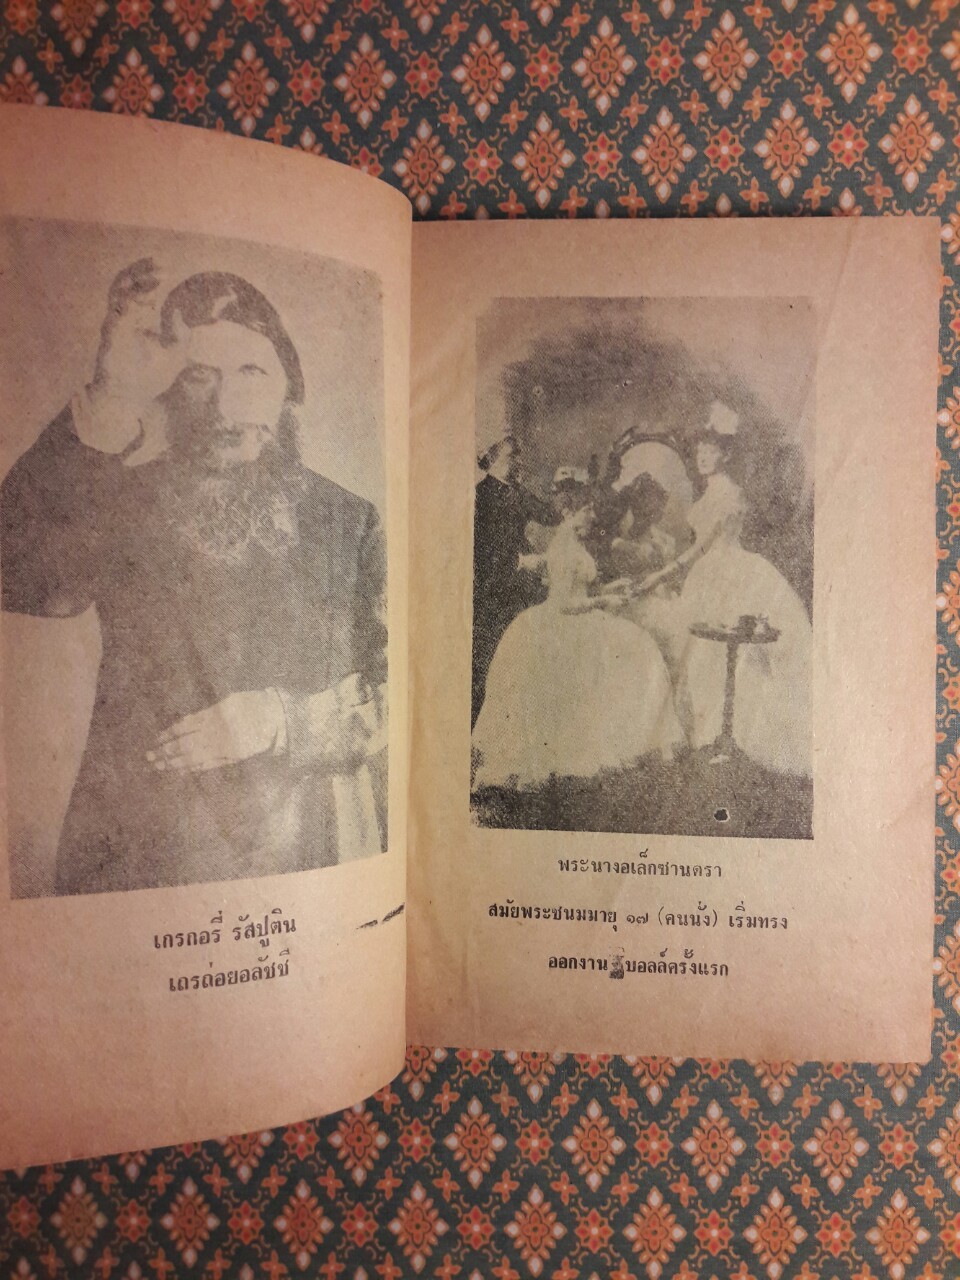 เกรกอรี่ รัสปูติน
เถรถ่อยอลัชชี
พระนางอเล็กซานดรา
สมัยพระชนมมายุ ๑๗ (คนนั่ง) เริ่มทรง
ออกงาน บอลล์ครั้งแรก